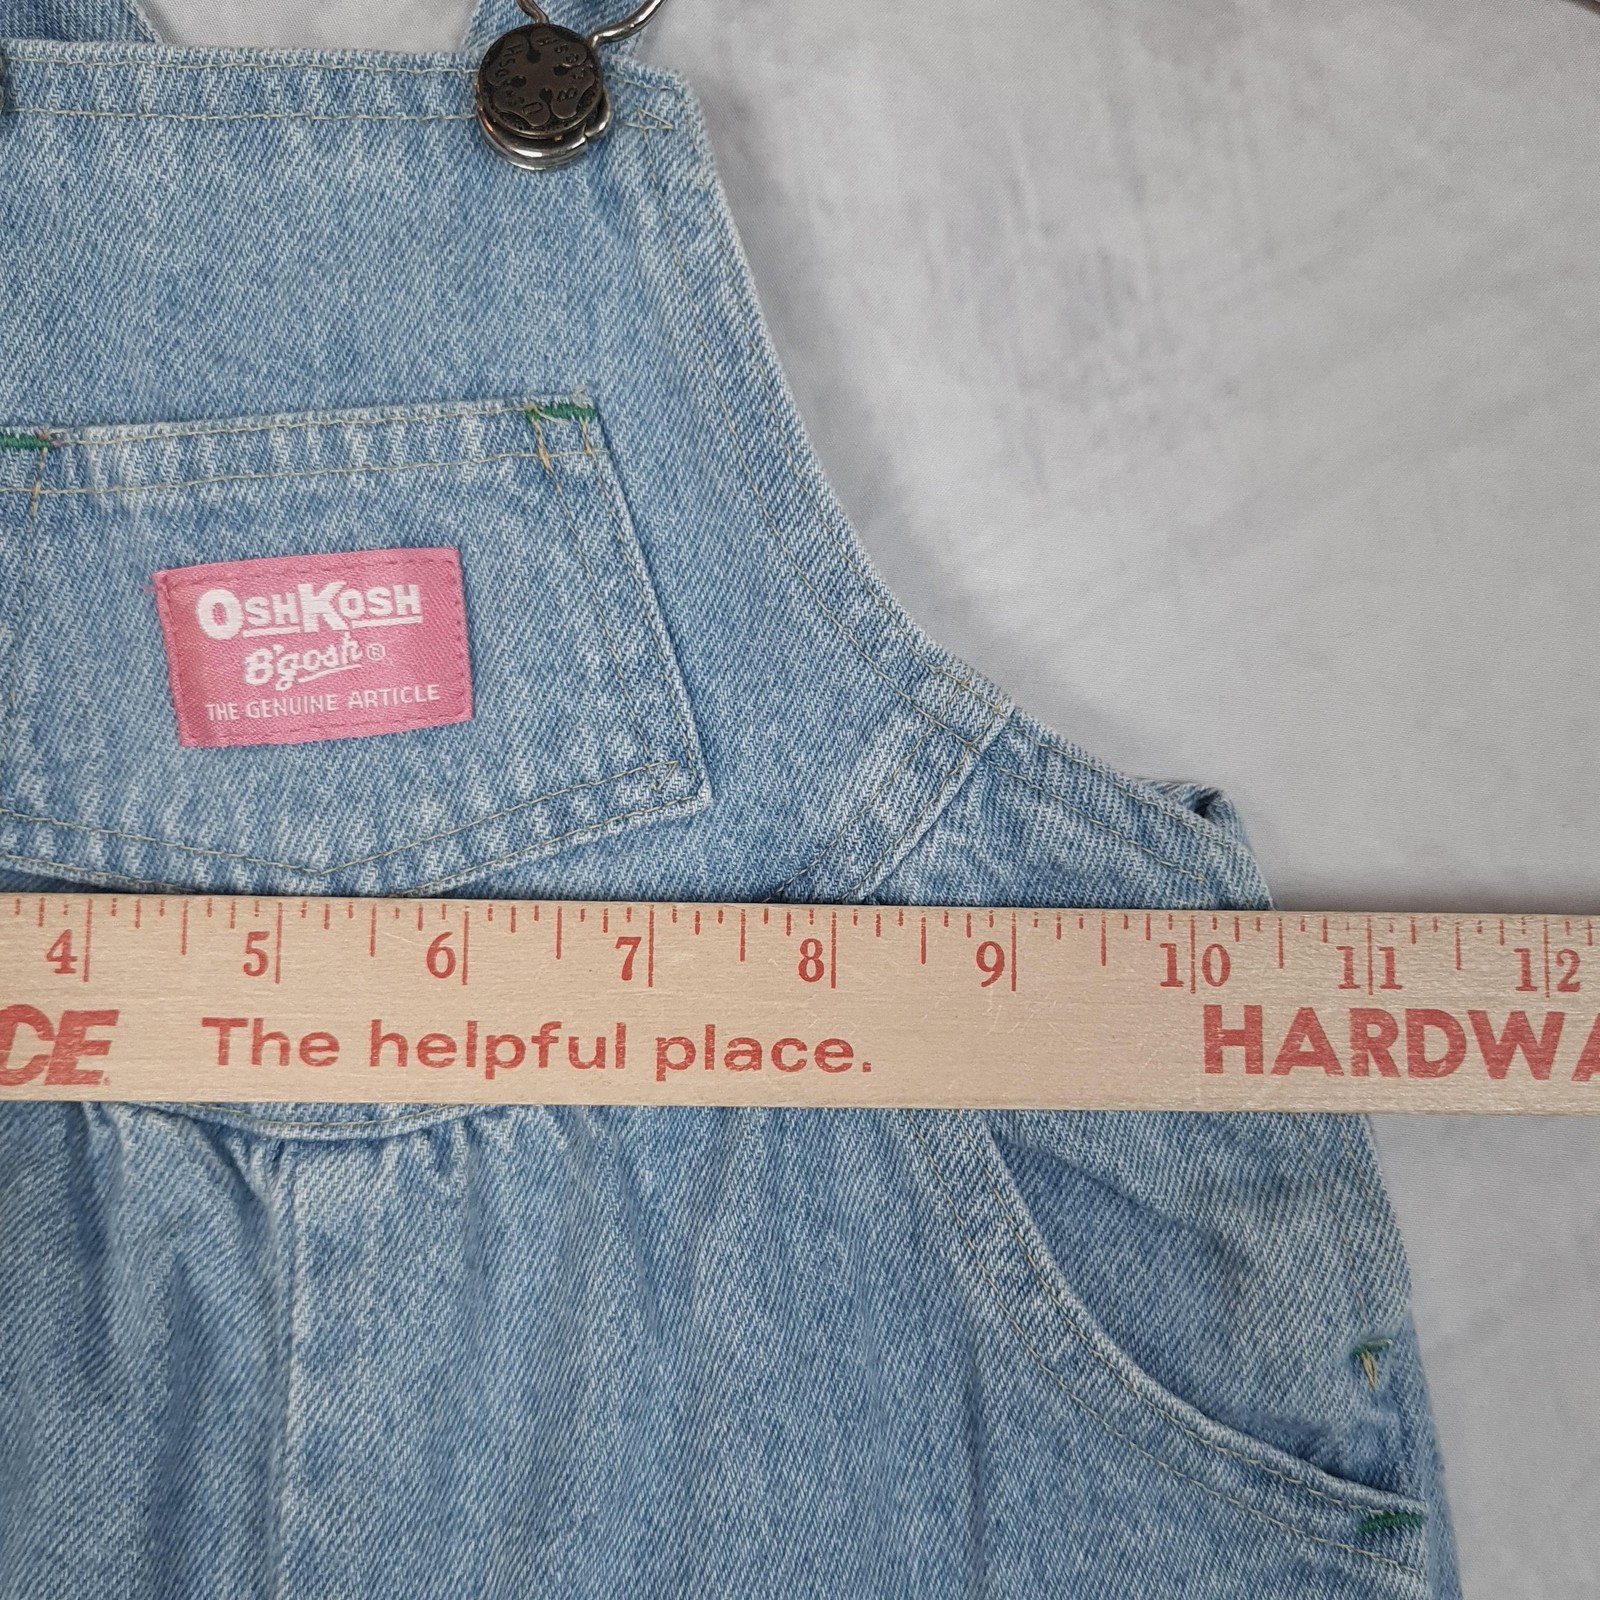 OSHKOSH
B'gosh®
THE GENUINE ARTICLE
4 5 6 7 8 9 10 11 12
CE The helpful place. HARDWA